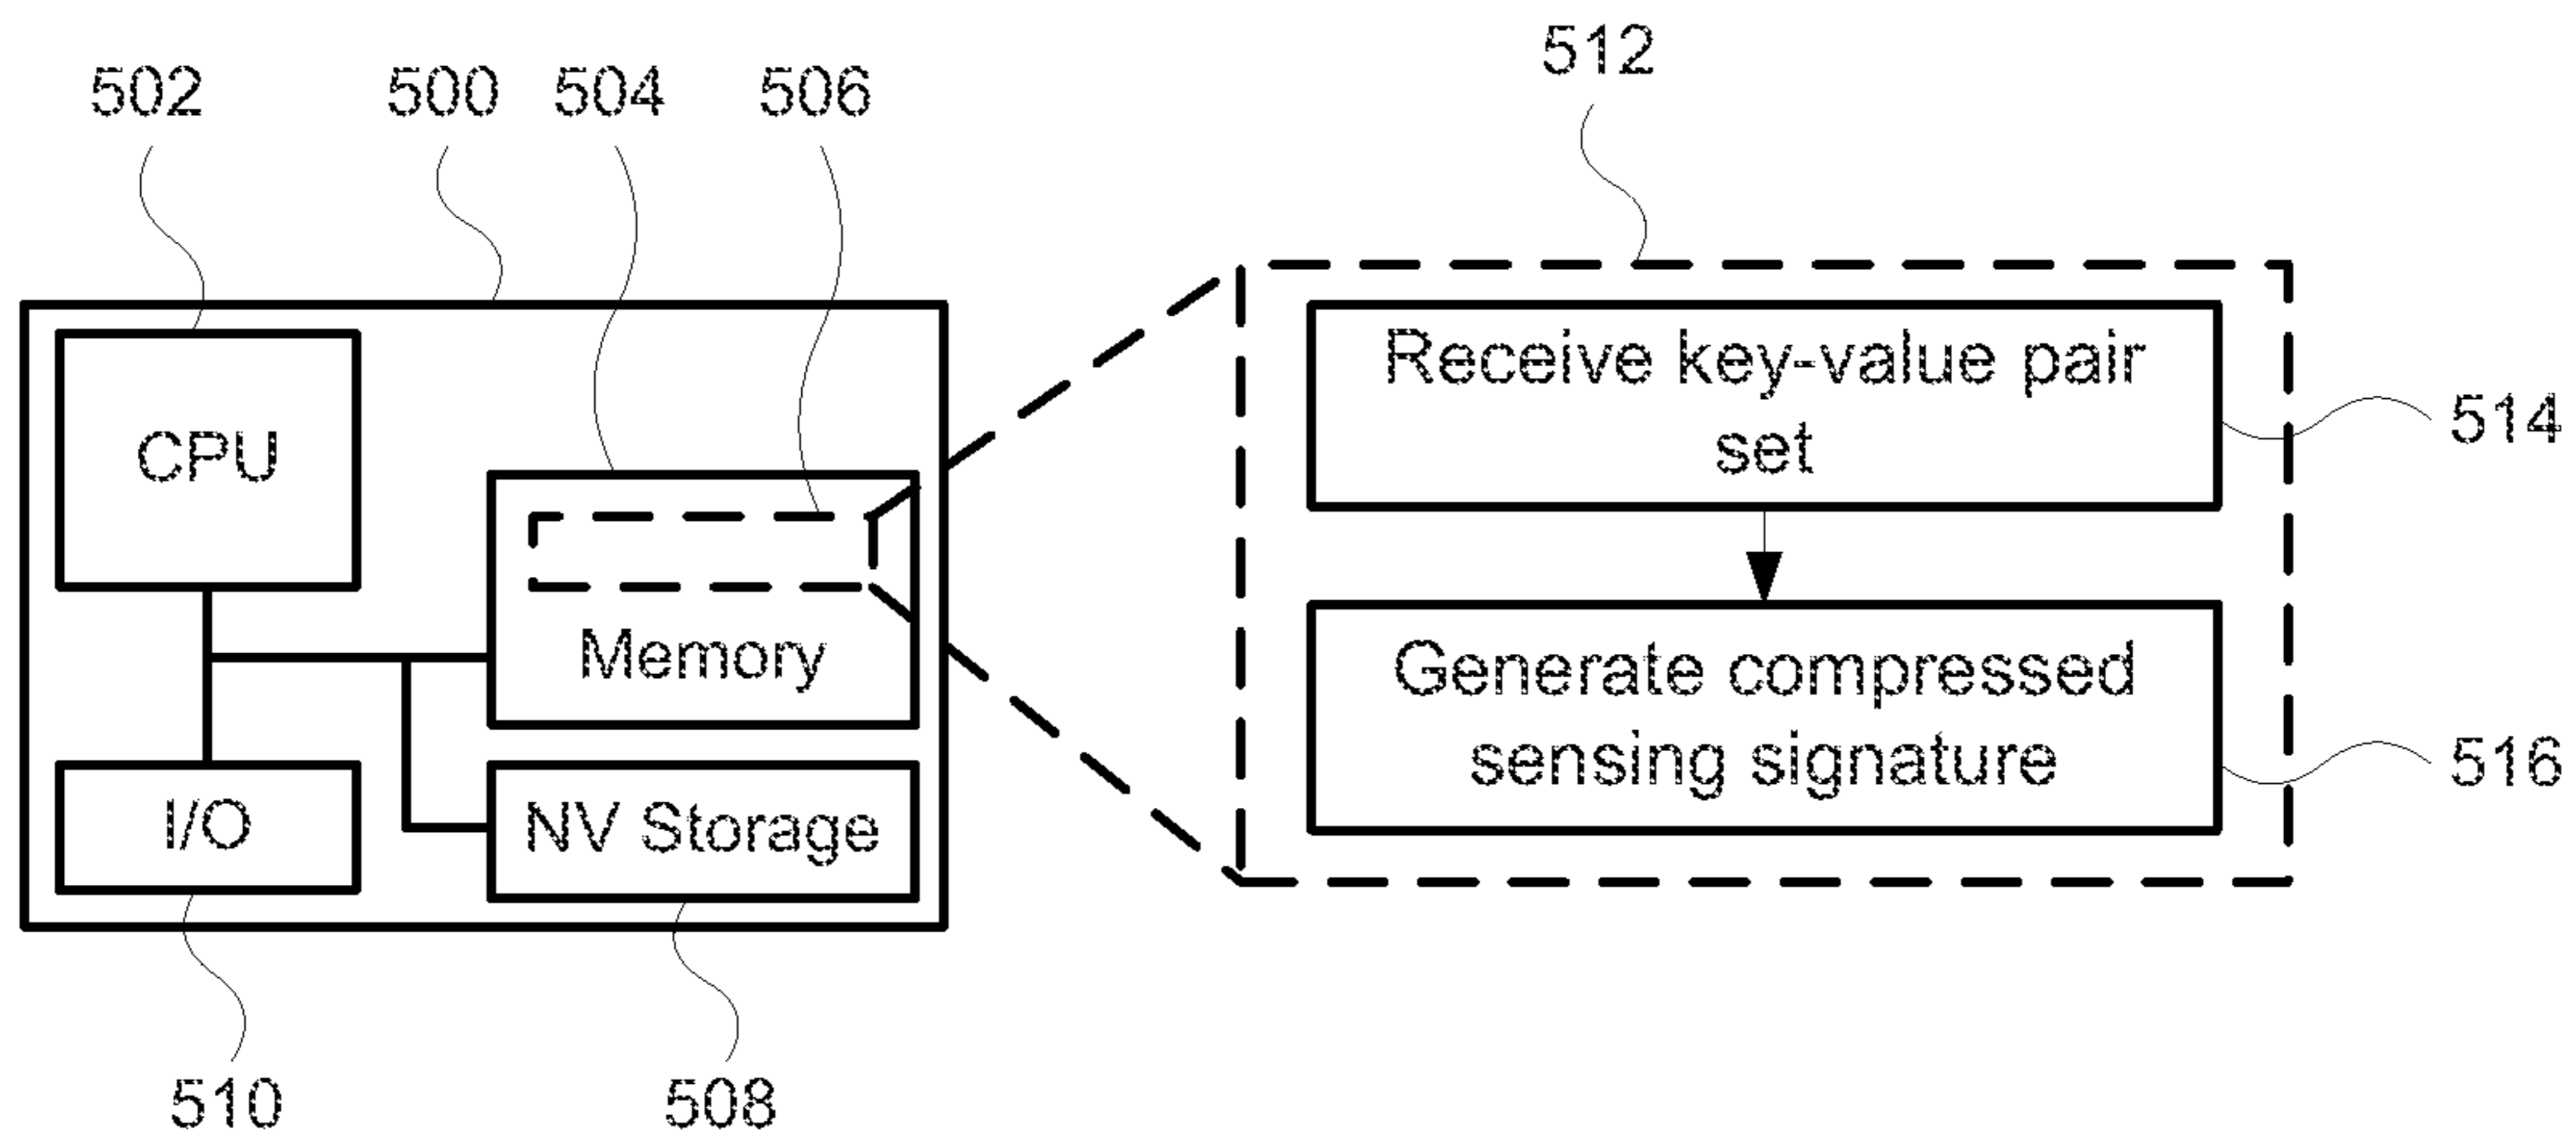 512
502
500
504
506
Receive key-value pair
set
514
CPU
Memory
Generate compressed
sensing signature
516
I/O
NV Storage
510
508